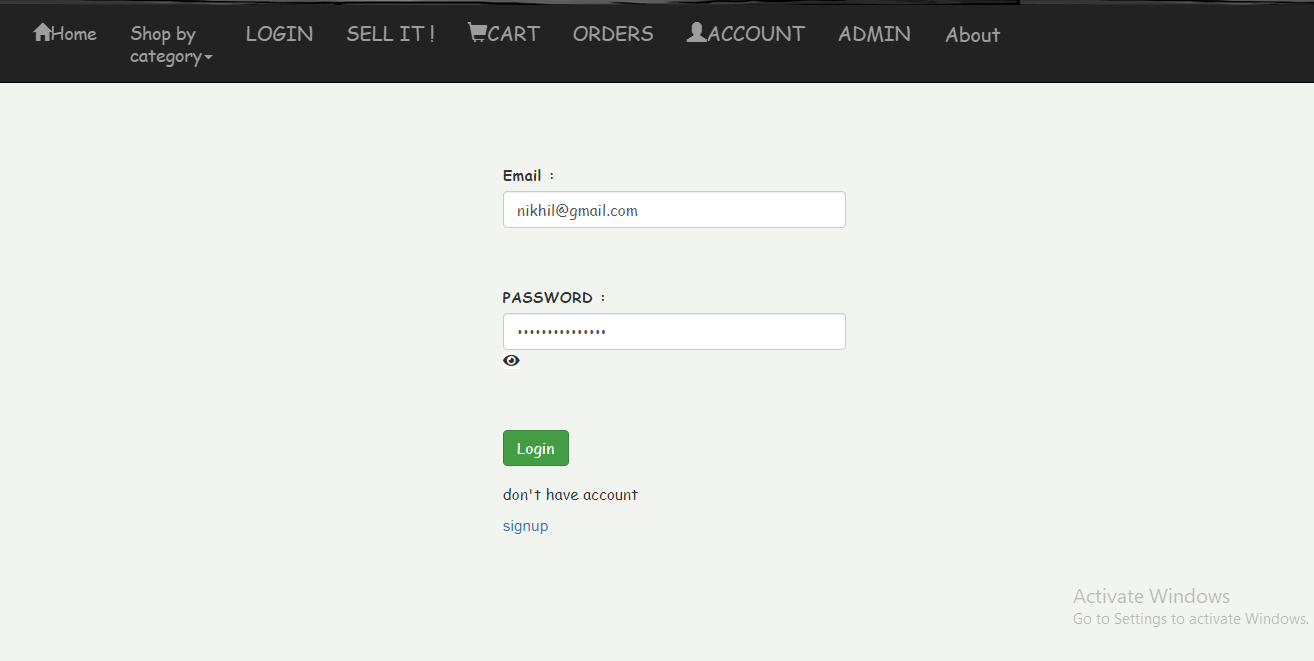 Home Shop by category LOGIN SELL IT ! CART ORDERS ACCOUNT ADMIN About
Email :
nikhil@gmail.com
PASSWORD :
•••••••••••••••
Login
don't have account
signup
Activate Windows
Go to Settings to activate Windows.